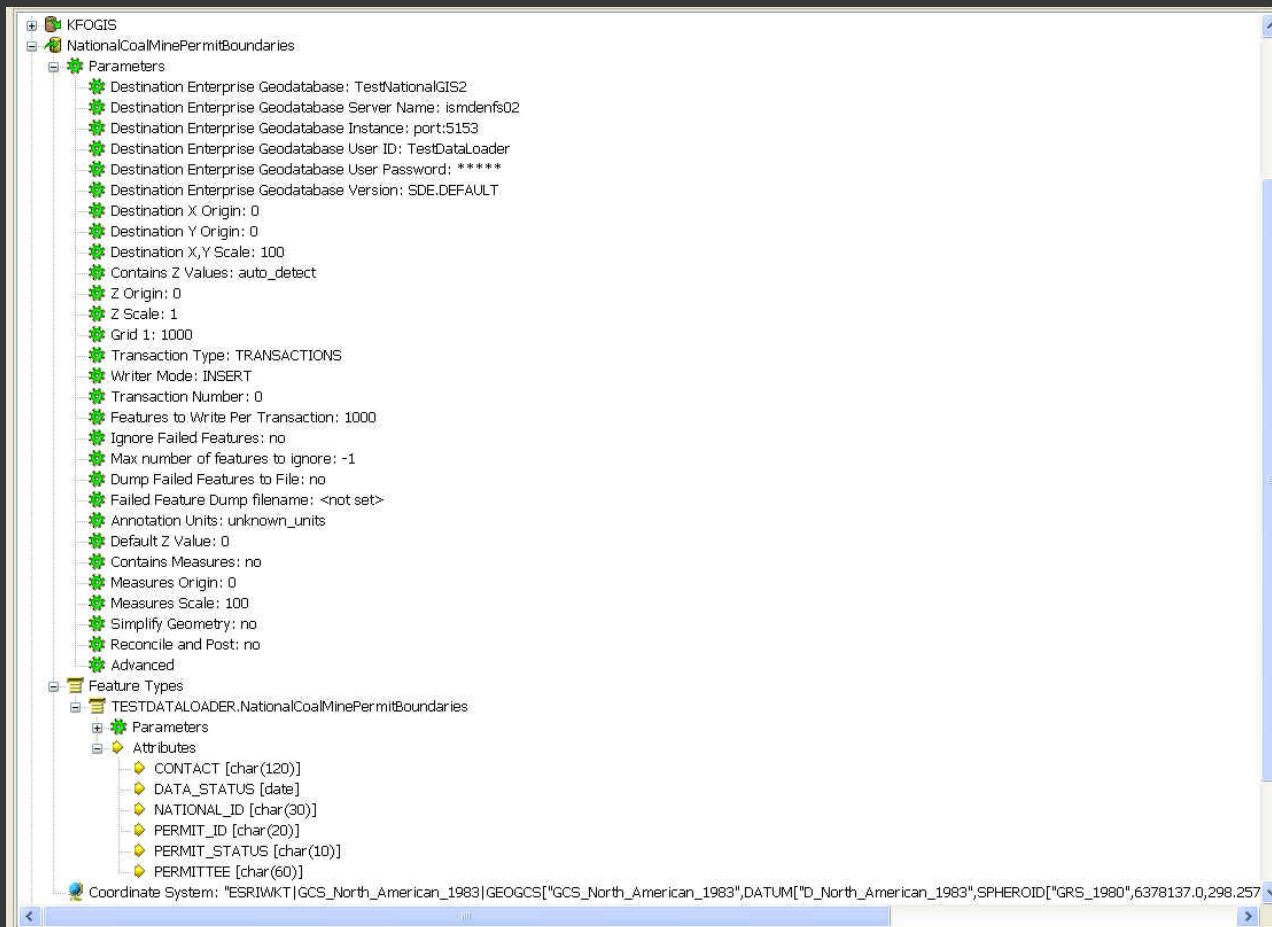 KFOGIS
NationalCoalMinePermitBoundaries
Parameters
Destination Enterprise Geodatabase: TestNationalGIS2
Destination Enterprise Geodatabase Server Name: ismdenfs02
Destination Enterprise Geodatabase Instance: port:5153
Destination Enterprise Geodatabase User ID: TestDataLoader
Destination Enterprise Geodatabase User Password: *****
Destination Enterprise Geodatabase Version: SDE.DEFAULT
Destination X Origin: 0
Destination Y Origin: 0
Destination X,Y Scale: 100
Contains Z Values: auto_detect
Z Origin: 0
Z Scale: 1
Grid 1: 1000
Transaction Type: TRANSACTIONS
Writer Mode: INSERT
Transaction Number: 0
Features to Write Per Transaction: 1000
Ignore Failed Features: no
Max number of features to ignore: -1
Dump Failed Features to File: no
Failed Feature Dump filename: <not set>
Annotation Units: unknown_units
Default Z Value: 0
Contains Measures: no
Measures Origin: 0
Measures Scale: 100
Simplify Geometry: no
Reconcile and Post: no
Advanced
Feature Types
TESTDATALOADER.NationalCoalMinePermitBoundaries
Parameters
Attributes
CONTACT [char(120)]
DATA_STATUS [date]
NATIONAL_ID [char(30)]
PERMIT_ID [char(20)]
PERMIT_STATUS [char(10)]
PERMITTEE [char(60)]
Coordinate System: "ESRIWKT|GCS_North_American_1983|GEOGCS["GCS_North_American_1983",DATUM["D_North_American_1983",SPHEROID["GRS_1980",6378137.0,298.257